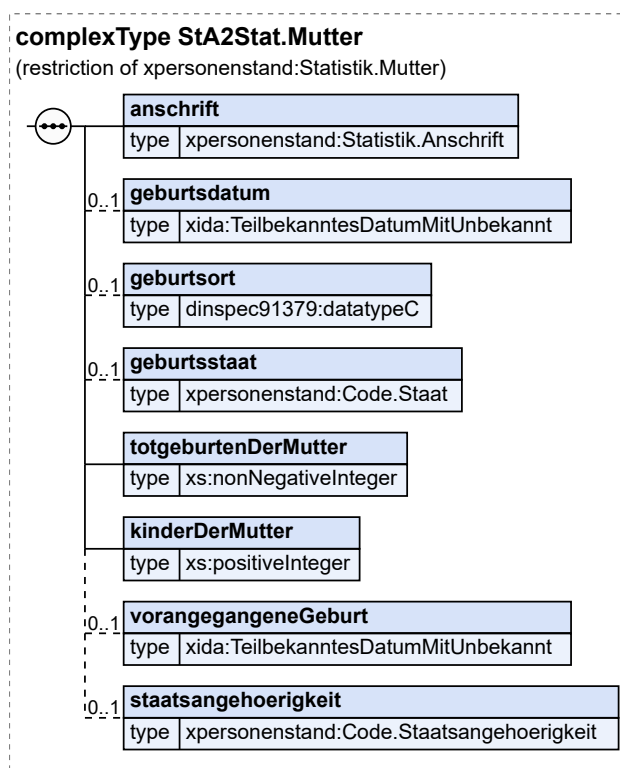 complexType StA2Stat.Mutter
(restriction of xpersonenstand:Statistik.Mutter)
anschrift
type xpersonenstand:Statistik.Anschrift
0..1 geburtsdatum
type xida:TeilbekanntesDatumMitUnbekannt
0..1 geburtsort
type dinspec91379:datatypeC
0..1 geburtsstaat
type xpersonenstand:Code.Staat
totgeburtenDerMutter
type xs:nonNegativeInteger
kinderDerMutter
type xs:positiveInteger
0..1 vorangegangeneGeburt
type xida:TeilbekanntesDatumMitUnbekannt
0..1 staatsangehoerigkeit
type xpersonenstand:Code.Staatsangehoerigkeit